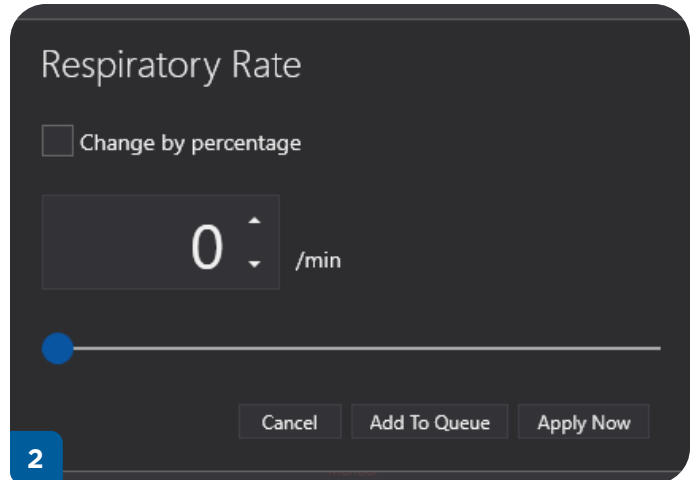 Respiratory Rate
Change by percentage
0 /min
Cancel Add To Queue Apply Now
2